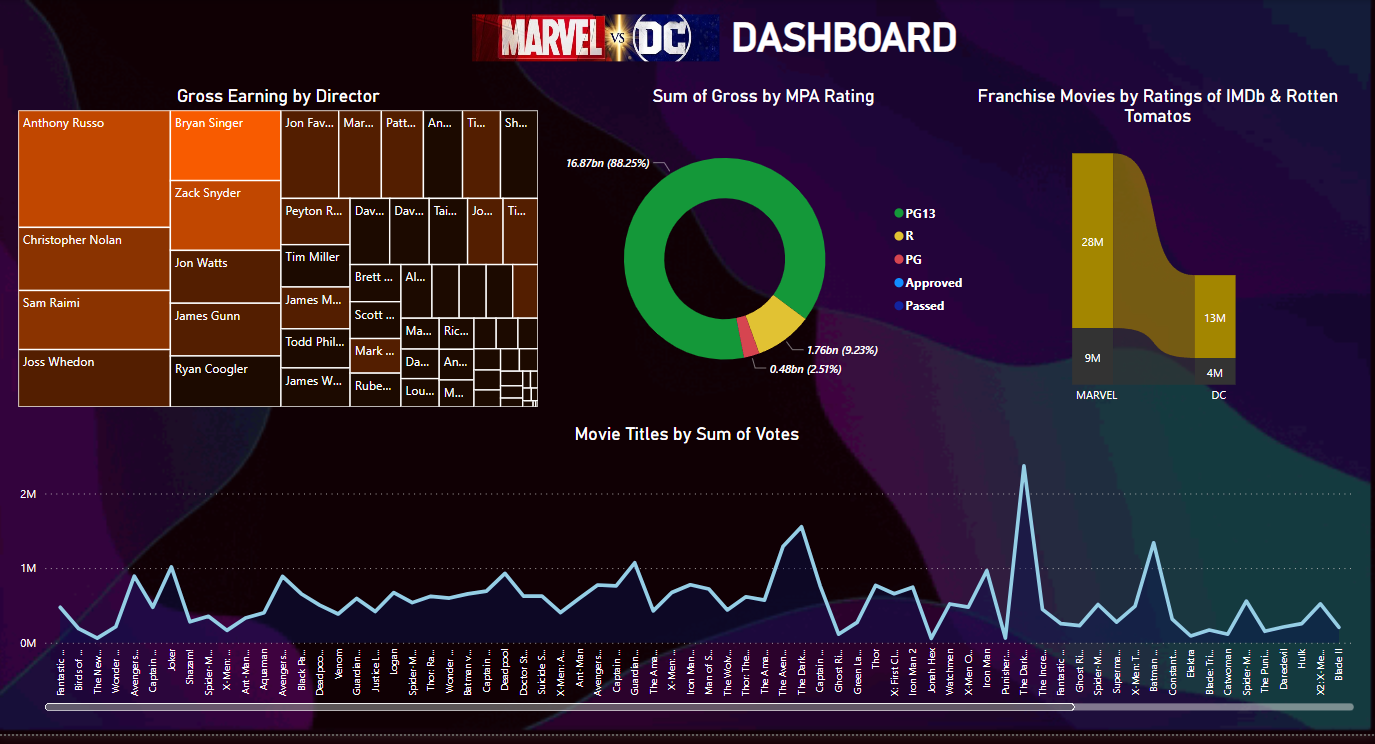 MARVEL VS DC DASHBOARD
Gross Earning by Director
Anthony Russo
Christopher Nolan
Sam Raimi
Joss Whedon
Bryan Singer
Zack Snyder
Jon Watts
James Gunn
Ryan Coogler
Jon Fav...
Mar...
Patt...
An...
Ti...
Sh...
Peyton R...
Tim Miller
James M...
Todd Phil...
James W...
Dav...
Dav...
Tai...
Jo...
Ti...
Brett ...
Scott ...
Mark ...
Rube...
Al...
Ma...
Ric...
Da...
An...
Lou...
M...
Sum of Gross by MPA Rating
16.87bn (88.25%)
1.76bn (9.23%)
0.48bn (2.51%)
PG13
R
PG
Approved
Passed
Franchise Movies by Ratings of IMDb & Rotten
Tomatos
28M
9M
13M
4M
MARVEL
DC
Movie Titles by Sum of Votes
2M
1M
0M
Fantastic ...
Birds of ...
The New...
Wonder ...
Avengers...
Captain ...
Joker
Shazam!
Spider-M...
X-Men: ...
Ant-Man...
Aquaman
Avengers...
Black Pa...
Deadpoo...
Venom
Guardian...
Justice L...
Logan
Spider-M...
Thor: Ra...
Wonder ...
Batman v...
Captain ...
Deadpool
Doctor St...
Suicide S...
X-Men: A...
Ant-Man
Avengers...
Captain ...
Guardian...
The Ama...
X-Men: ...
Iron Man...
Man of S...
The Wolv...
Thor: The...
The Ama...
The Aven...
The Dark...
Captain ...
Ghost Ri...
Green La...
Thor
X: First Cl...
Iron Man 2
Jonah Hex
Watchmen
X-Men O...
Iron Man
Punisher...
The Dark...
The Incre...
Fantastic ...
Ghost Ri...
Spider-M...
Superma...
X-Men: T...
Batman ...
Constant...
Elektra
Blade: Tri...
Catwoman
Spider-M...
The Puni...
Daredevil
Hulk
X2: X-Me...
Blade II